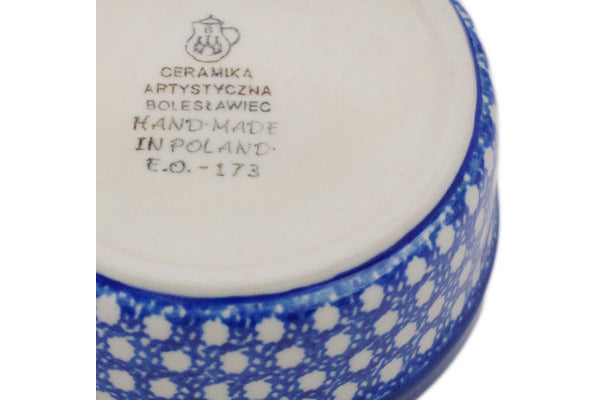 CERAMIKA
ARTYSTYCZNA
BOLESŁAWIEC
HAND·MADE
IN POLAND·
E.O.-173